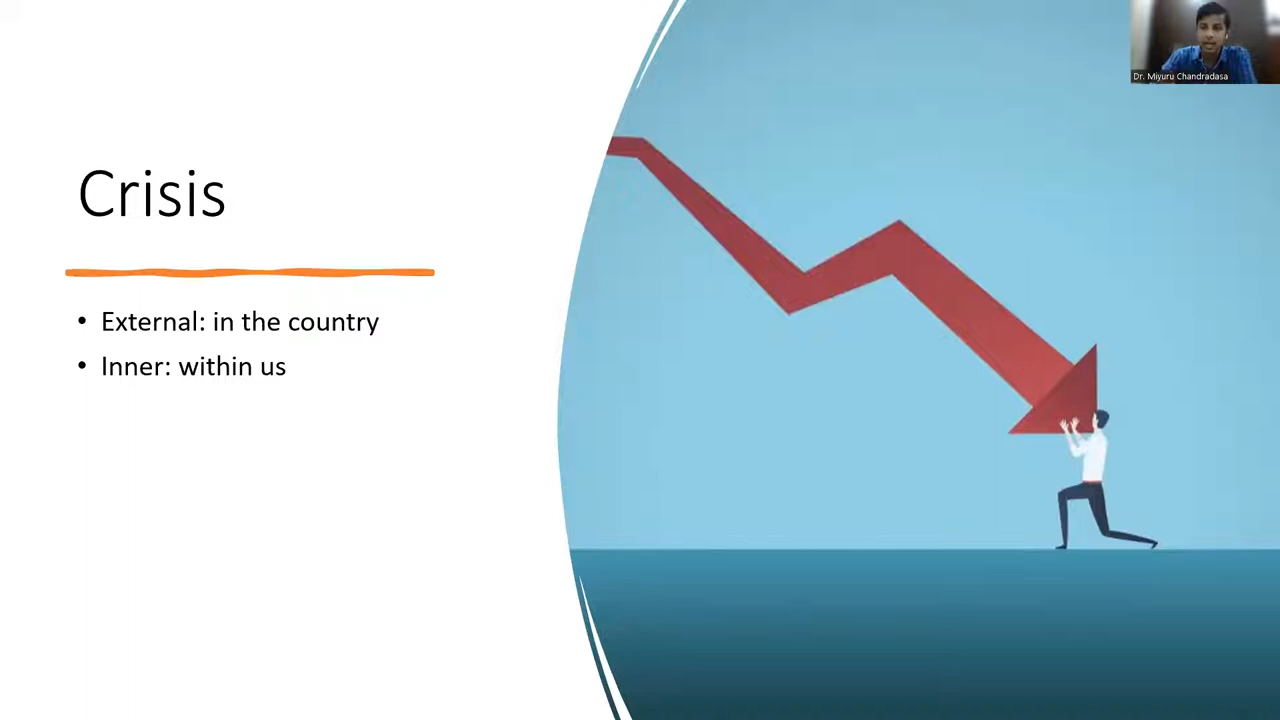 Dr. Miyuru Chandradasa
Crisis
• External: in the country
• Inner: within us